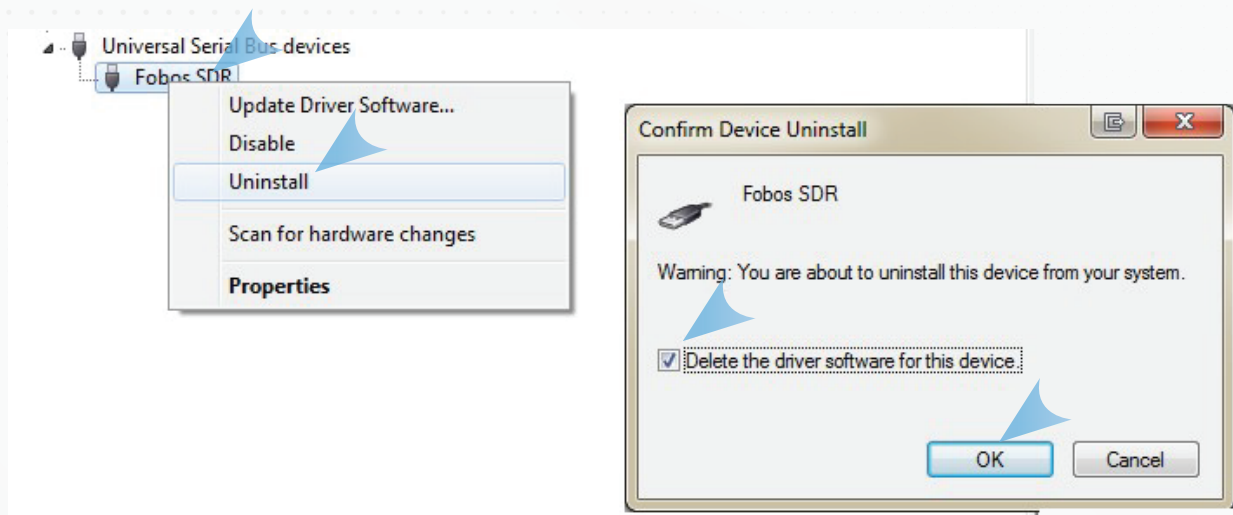 Universal Serial Bus devices
Fobos SDR
Update Driver Software...
Disable
Uninstall
Scan for hardware changes
Properties
Confirm Device Uninstall
Fobos SDR
Warning: You are about to uninstall this device from your system.
Delete the driver software for this device.
OK Cancel